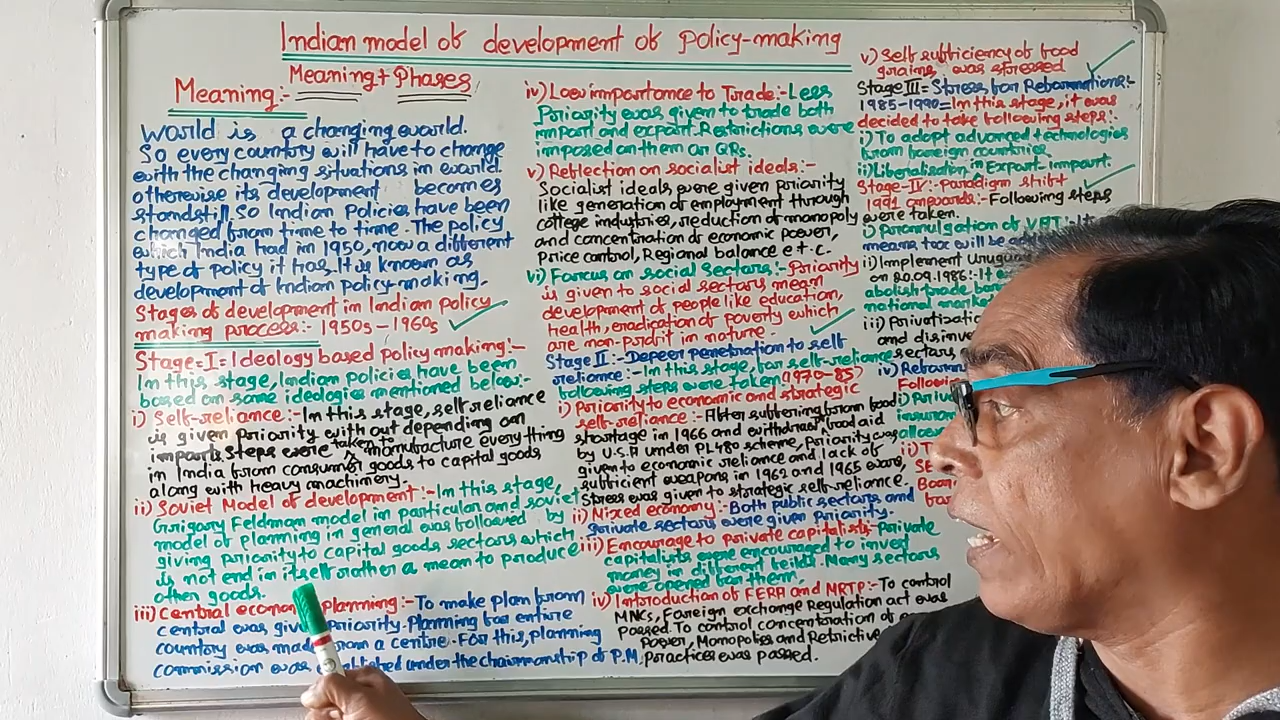 Indian model of development of policy-making
Meaning + Phases
Meaning:-
World is a changing world.
So every country will have to change
with the changing situations in world.
otherwise its development becomes
standstill. So Indian Policies have been
changed from time to time. The policy
which India had in 1950, now a different
type of policy it has. It is known as
development of Indian policy-making.
Stages of development in Indian policy
making process:- 1950s-1960s
Stage-I:- Ideology based policy making:-
In this stage, Indian policies have been
based on some ideologies mentioned below:-
i) Self-reliance:- In this stage, self reliance
is given priority with out depending on
imports. Steps were taken to manufacture everything
in India from consumer goods to capital goods
along with heavy machinery.
ii) Soviet Model of development:- In this stage,
Grigary Feldman model in particular and soviet
model of planning in general was followed by
giving priority to capital goods sectors which
is not end in itself rather a mean to produce
other goods.
iii) Central economic planning:- To make plan from
central was given priority. Planning for entire
country was made from a centre. For this, planning
commission was established under the chairmanship of P.M.
iv) Low importance to Trade:- Less
Priority was given to trade both
import and export. Restrictions were
imposed on them or QRs.
v) Reflection on socialist ideals:-
Socialist ideals were given priority
like generation of employment through
cottage industries, reduction of monopoly
and concentration of economic power,
price control, Regional balance e.t.c.
vi) Foucus on social sectors:- Priority
is given to social sectors mean
development of people like education,
health, eradication of poverty which
are non-profit in nature.
Stage II:- Depeer penetration to self
reliance:- In this stage, for self-reliance
following steps were taken (1970-85)
i) Priority to economic and strategic
self-reliance:- After suffering from food
shortage in 1966 and withdrast food aid
by U.S.A under PL480 scheme, Priority was
given to economic reliance and lack of
sufficient weapons in 1962 and 1965 wars,
Stress was given to strategic self-reliance.
ii) Mixed economy:- Both public sectors and
private sectors were given priority.
iii) Encourage to private capitalists:- Private
capitalists were encouraged to invest
money in different feilds. Many sectors
were opened for them.
iv) Introduction of FERA and MRTP:- To control
MNCs, Foreign exchange Regulation act was
passed. To control concentration of
Power, Monopolies and Restrictive
practices was passed.
v) Self sufficiency of food
grains was stressed
Stage III = Stress for Reformations:-
1985-1990 = In this stage, it was
decided to take following steps:-
i) To adopt advanced technologies
from foreign countries.
ii) Liberalisation in Export-import.
Stage-IV:- Paradigm shift
1991 onwards:- Following steps
were taken.
i) Promulgation of VAT:- It
means tax will be
ii) Implement
on 20.09.1986:- It
abolish trade
national
iii)
and
sectors,
iv)
i)